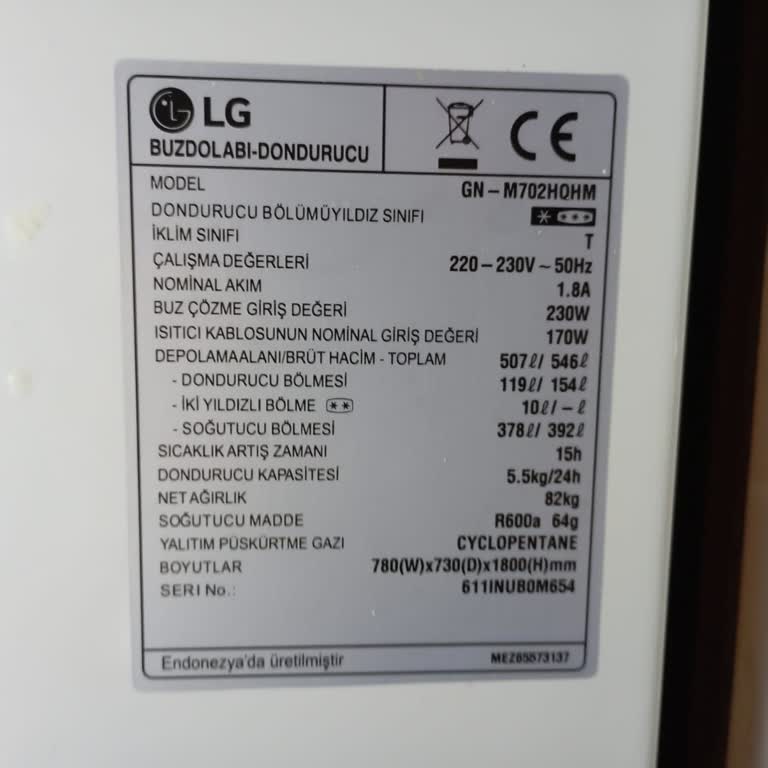 LG
BUZDOLABI-DONDURUCU
CE
MODEL GN-M702HQHM
DONDURUCU BÖLÜMÜYILDIZ SINIFI
İKLİM SINIFI T
ÇALIŞMA DEĞERLERİ 220-230V~50Hz
NOMİNAL AKIM 1.8A
BUZ ÇÖZME GİRİŞ DEĞERİ 230W
ISITICI KABLOSUNUN NOMİNAL GİRİŞ DEĞERİ 170W
DEPOLAMAALANI/BRÜT HACİM - TOPLAM 507ℓ/ 546ℓ
- DONDURUCU BÖLMESİ 119ℓ/ 154ℓ
- İKİ YILDIZLI BÖLME 10ℓ/ - ℓ
- SOĞUTUCU BÖLMESİ 378ℓ/ 392ℓ
SICAKLIK ARTIŞ ZAMANI 15h
DONDURUCU KAPASİTESİ 5.5kg/24h
NET AĞIRLIK 82kg
SOĞUTUCU MADDE R600a 64g
YALITIM PÜSKÜRTME GAZI CYCLOPENTANE
BOYUTLAR 780(W)x730(D)x1800(H)mm
SERİ No.: 611INUB0M654
Endonezya'da üretilmiştir MEZ65573137